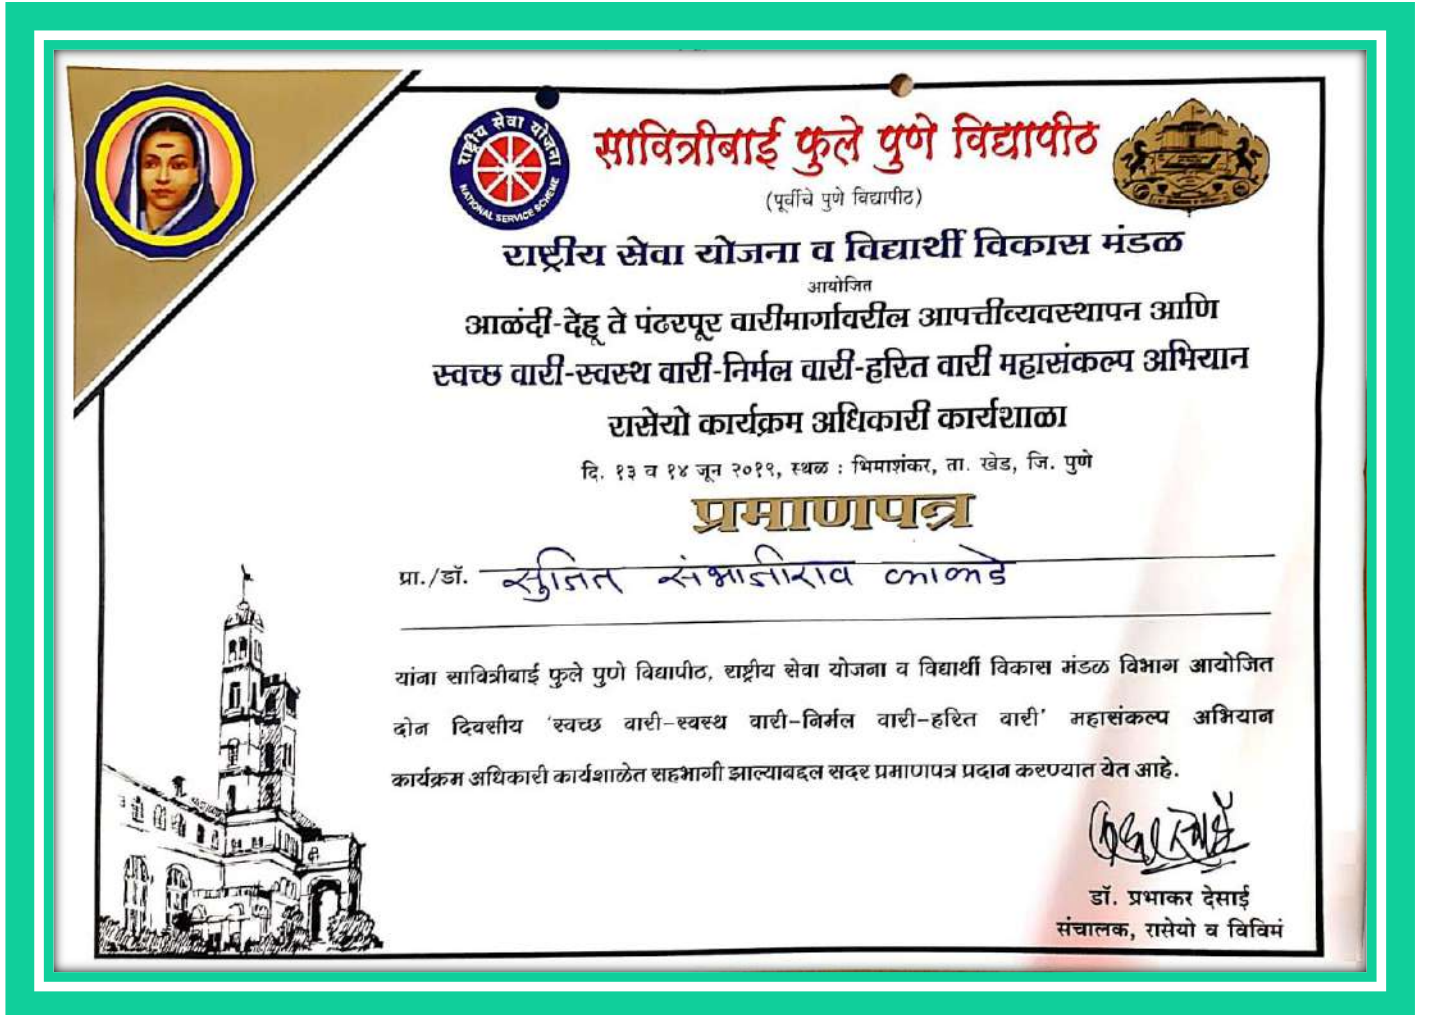 राष्ट्रीय सेवा योजना
NATIONAL SERVICE SCHEME
सावित्रीबाई फुले पुणे विद्यापीठ
(पूर्वीचे पुणे विद्यापीठ)
राष्ट्रीय सेवा योजना व विद्यार्थी विकास मंडळ
आयोजित
आळंदी-देहू ते पंढरपूर वारीमार्गावरील आपत्तीव्यवस्थापन आणि
स्वच्छ वारी-स्वस्थ वारी-निर्मल वारी-हरित वारी महासंकल्प अभियान
रासेयो कार्यक्रम अधिकारी कार्यशाळा
दि. १३ व १४ जून २०१९, स्थळ : भिमाशंकर, ता. खेड, जि. पुणे
प्रमाणपत्र
प्रा./डॉ. सुजित संभाजीराव काकडे
यांना सावित्रीबाई फुले पुणे विद्यापीठ, राष्ट्रीय सेवा योजना व विद्यार्थी विकास मंडळ विभाग आयोजित
दोन दिवसीय 'स्वच्छ वारी-स्वस्थ वारी-निर्मल वारी-हरित वारी' महासंकल्प अभियान
कार्यक्रम अधिकारी कार्यशाळेत सहभागी झाल्याबद्दल सदर प्रमाणपत्र प्रदान करण्यात येत आहे.
डॉ. प्रभाकर देसाई
संचालक, रासेयो व विविमं